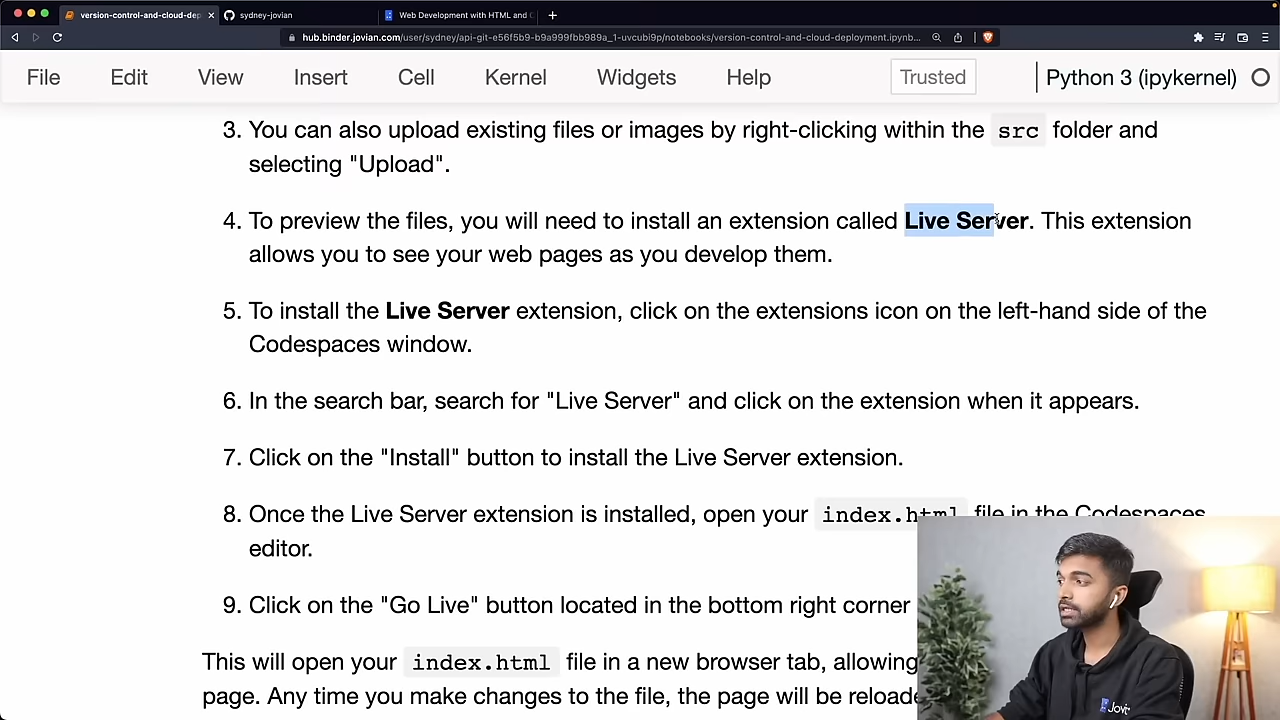 version-control-and-cloud-dep
sydney-jovian
Web Development with HTML and C
hub.binder.jovian.com/user/sydney/api-git-e56f5b9-b9a999fbb989a_1-uvcubi9p/notebooks/version-control-and-cloud-deployment.ipynb...
File Edit View Insert Cell Kernel Widgets Help Trusted Python 3 (ipykernel)
3. You can also upload existing files or images by right-clicking within the src folder and
selecting "Upload".
4. To preview the files, you will need to install an extension called Live Server. This extension
allows you to see your web pages as you develop them.
5. To install the Live Server extension, click on the extensions icon on the left-hand side of the
Codespaces window.
6. In the search bar, search for "Live Server" and click on the extension when it appears.
7. Click on the "Install" button to install the Live Server extension.
8. Once the Live Server extension is installed, open your index.html file in the Codespaces
editor.
9. Click on the "Go Live" button located in the bottom right corner
This will open your index.html file in a new browser tab, allowing
page. Any time you make changes to the file, the page will be reloade
Jovi